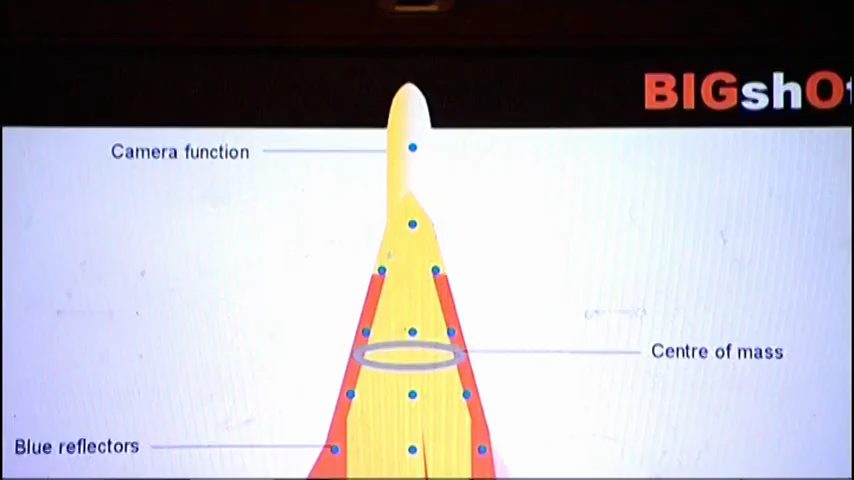 BIGshO
Camera function
Centre of mass
Blue reflectors